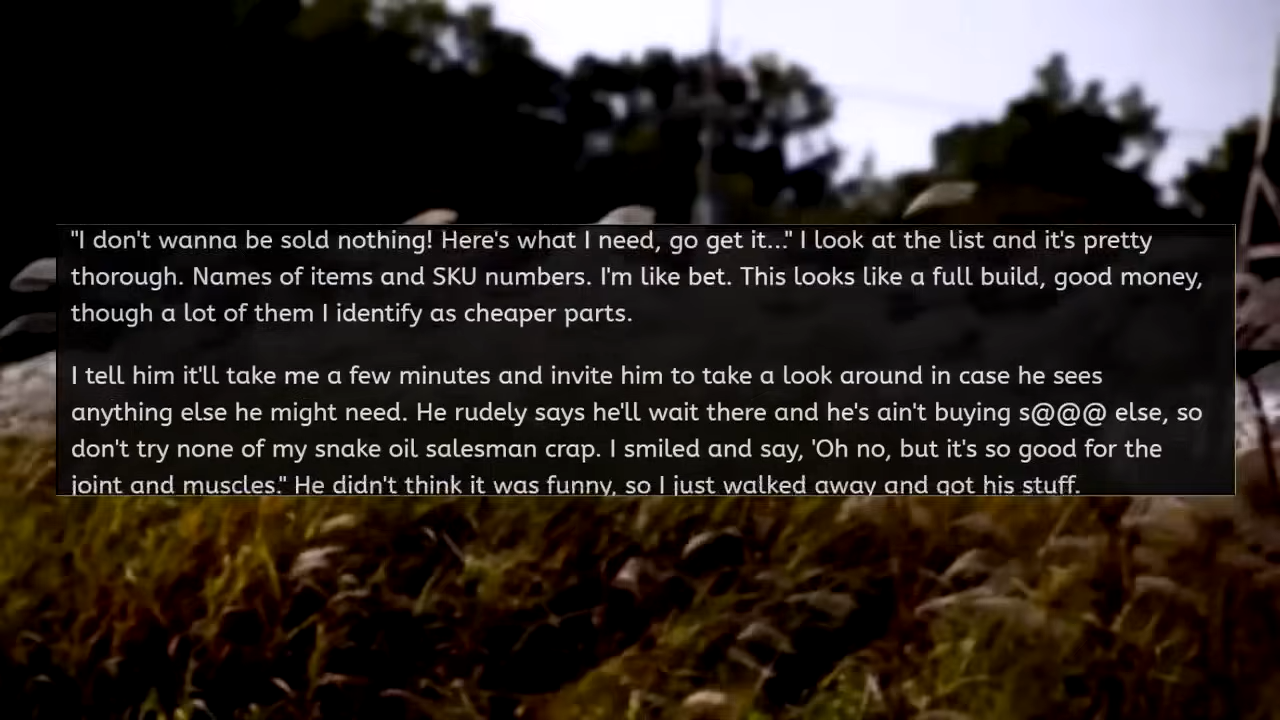 "I don't wanna be sold nothing! Here's what I need, go get it..." I look at the list and it's pretty
thorough. Names of items and SKU numbers. I'm like bet. This looks like a full build, good money,
though a lot of them I identify as cheaper parts.
I tell him it'll take me a few minutes and invite him to take a look around in case he sees
anything else he might need. He rudely says he'll wait there and he's ain't buying s@@@ else, so
don't try none of my snake oil salesman crap. I smiled and say, 'Oh no, but it's so good for the
joint and muscles." He didn't think it was funny, so I just walked away and got his stuff.